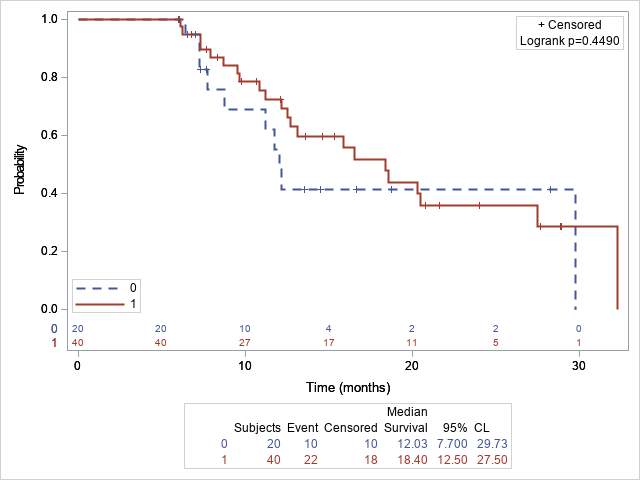 + Censored
Logrank p=0.4490
1.0
0.8
0.6
0.4
0.2
0.0
Probability
0
1
0 20 20 10 4 2 2 0
1 40 40 27 17 11 5 1
0 10 20 30
Time (months)
Median
Subjects Event Censored Survival 95% CL
0 20 10 10 12.03 7.700 29.73
1 40 22 18 18.40 12.50 27.50